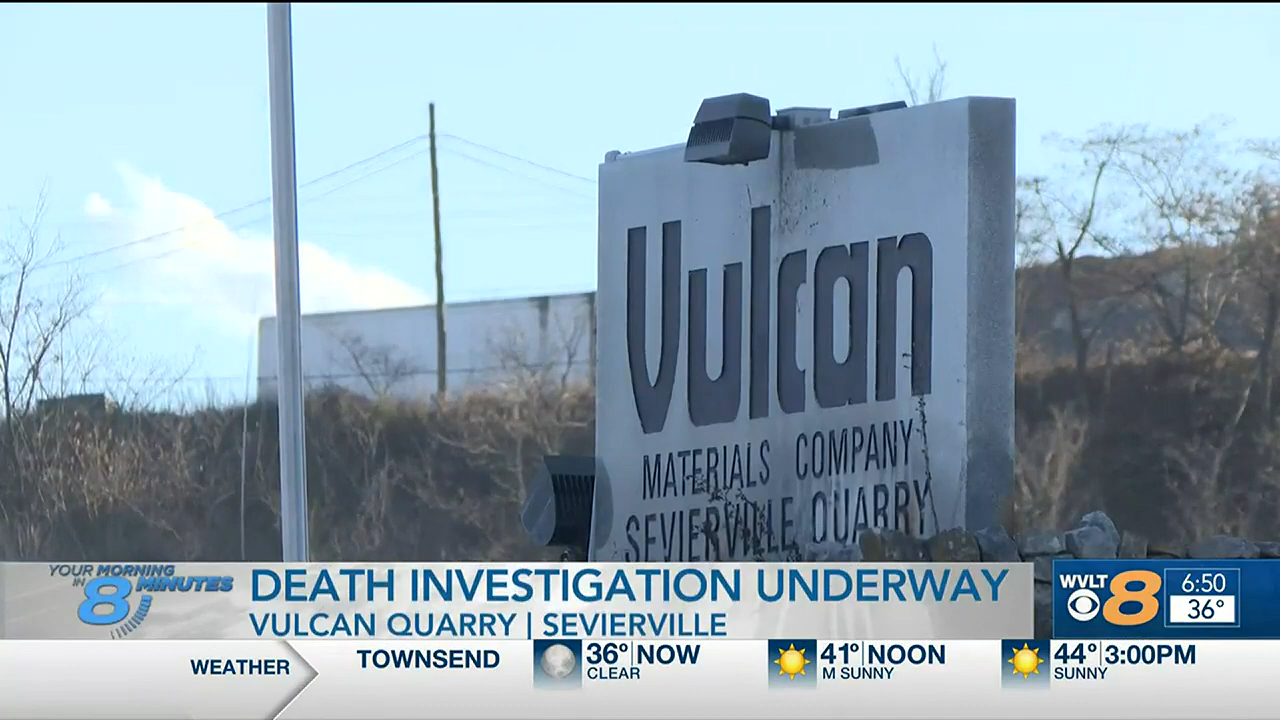 Vulcan
MATERIALS COMPANY
SEVIERVILLE QUARRY
YOUR MORNING
IN
8 MINUTES
DEATH INVESTIGATION UNDERWAY
VULCAN QUARRY | SEVIERVILLE
WVLT 8
6:50
36°
WEATHER
TOWNSEND
36° NOW
CLEAR
41° NOON
M SUNNY
44° 3:00PM
SUNNY